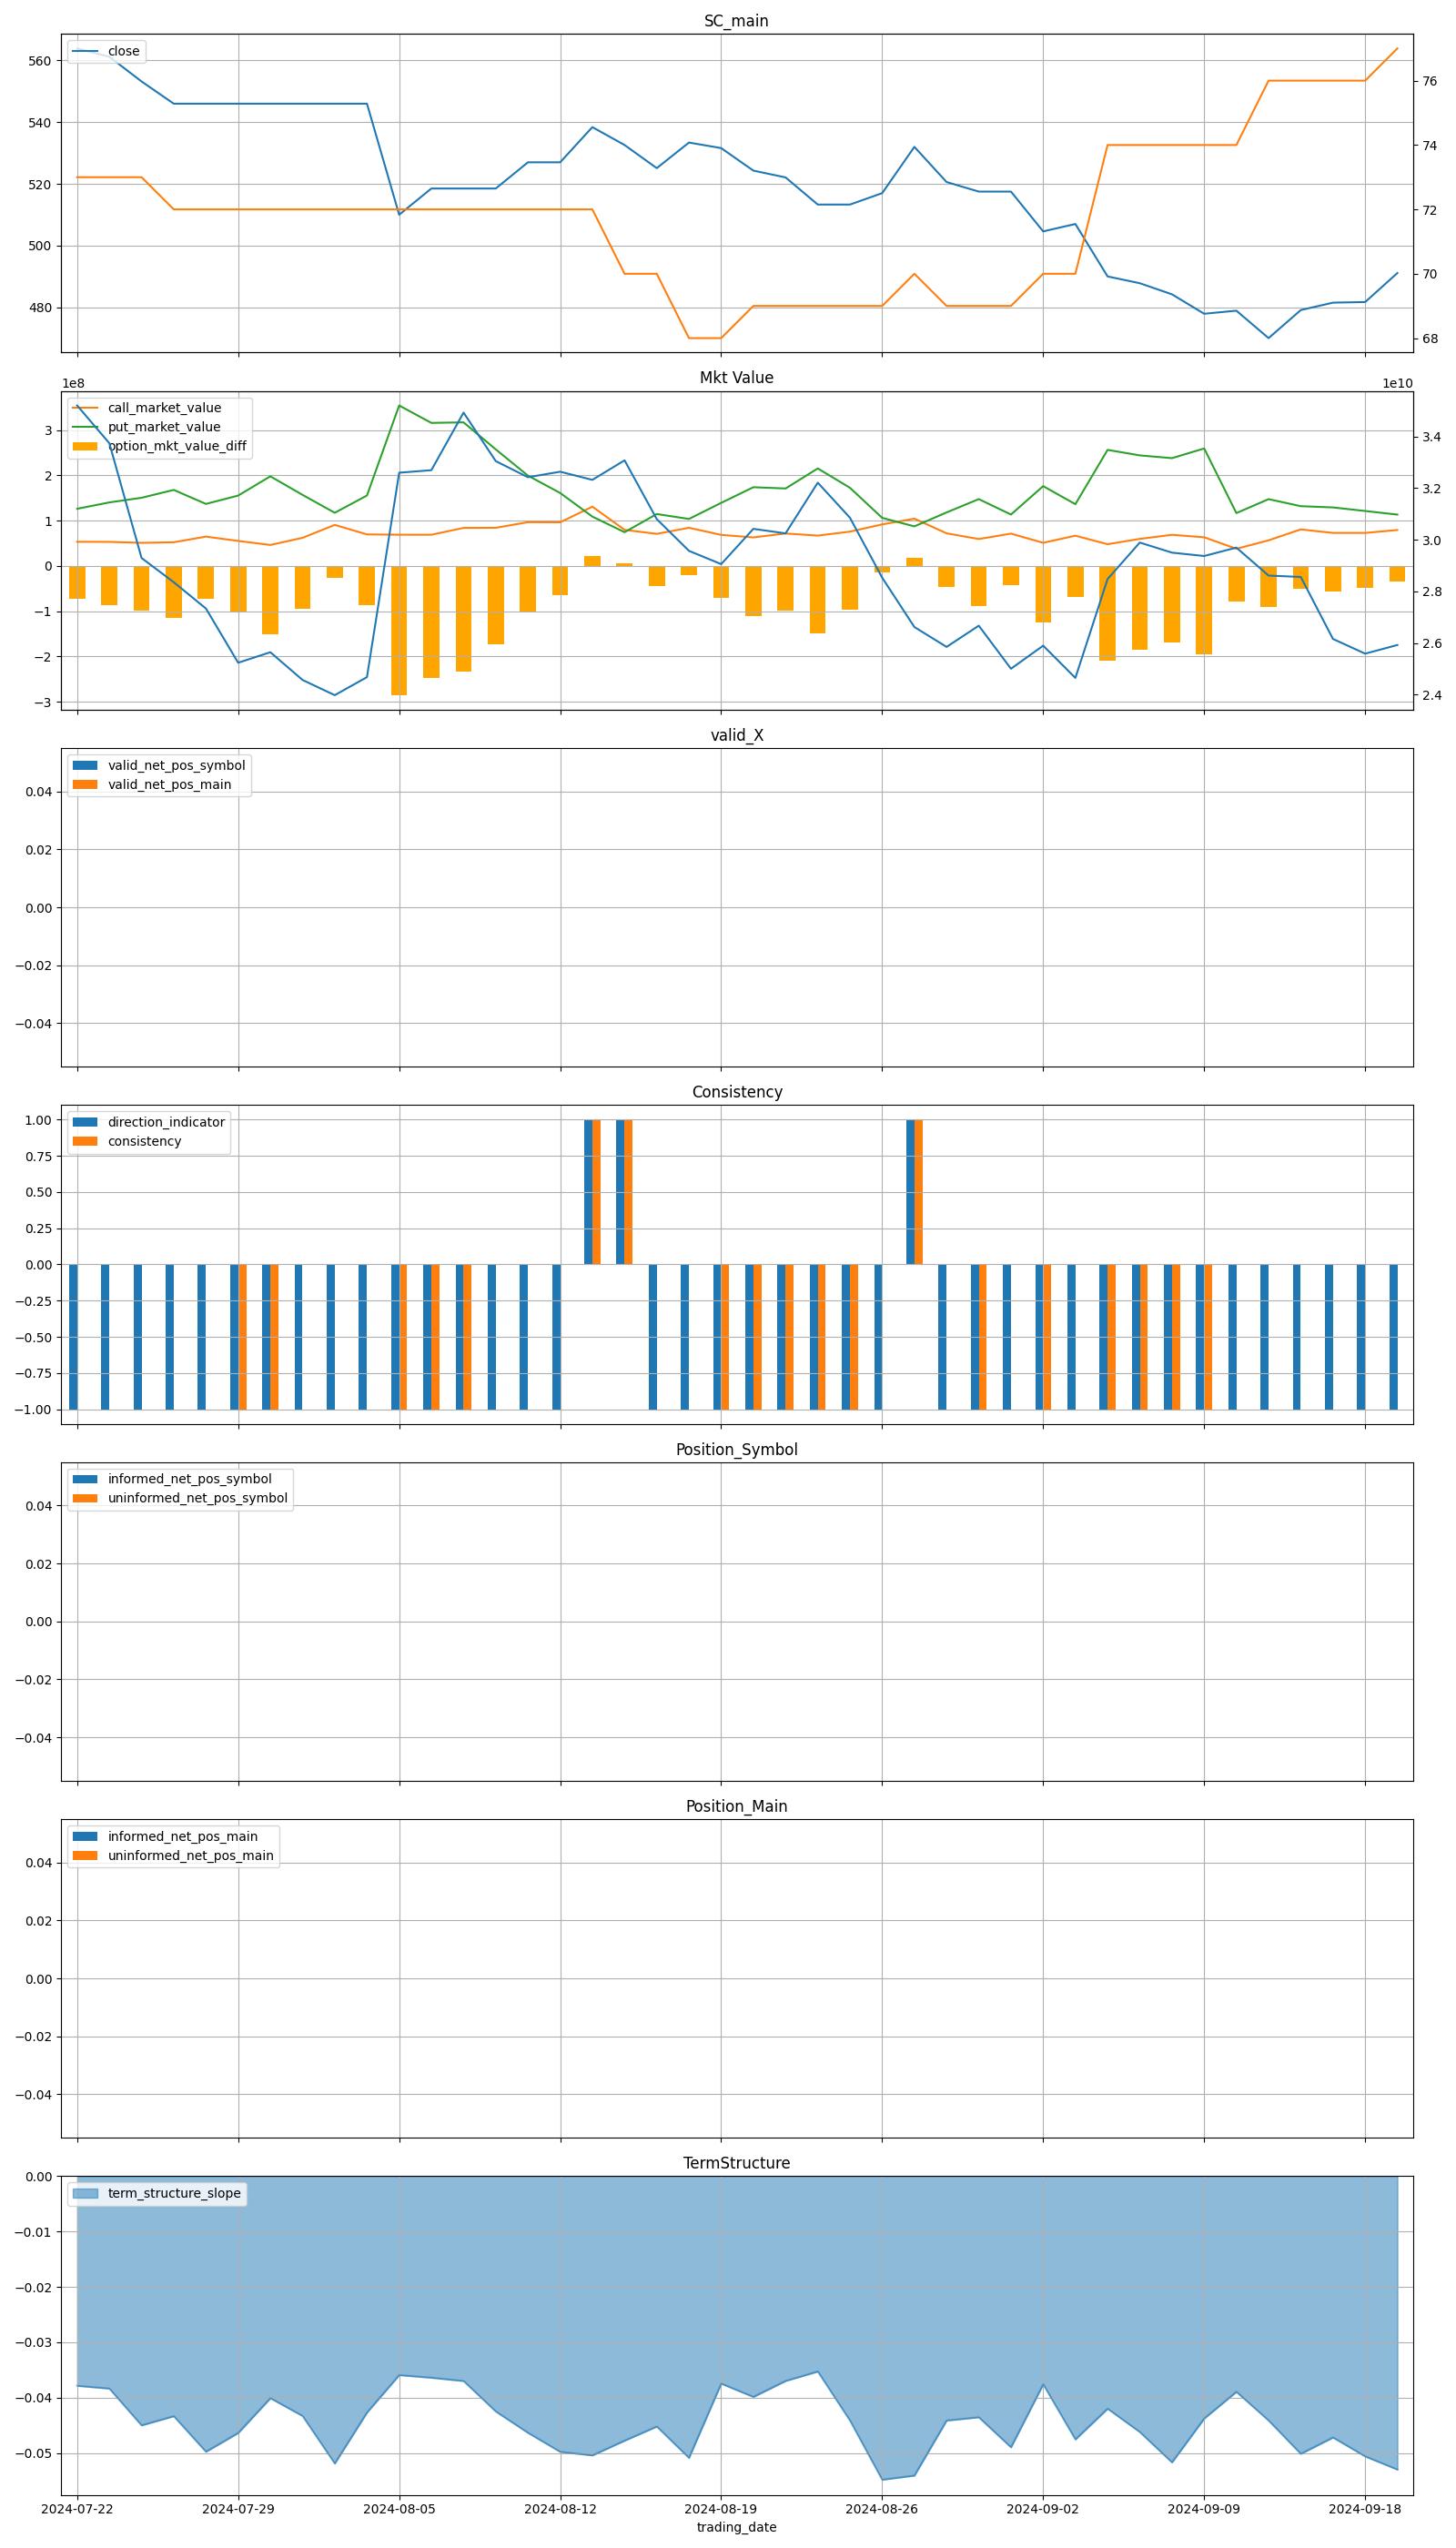 SC_main
close
560
540
520
500
480
76
74
72
70
68
Mkt Value
1e8
1e10
call_market_value
put_market_value
option_mkt_value_diff
3
2
1
0
−1
−2
−3
3.4
3.2
3.0
2.8
2.6
2.4
valid_X
valid_net_pos_symbol
valid_net_pos_main
0.04
0.02
0.00
−0.02
−0.04
Consistency
direction_indicator
consistency
1.00
0.75
0.50
0.25
0.00
−0.25
−0.50
−0.75
−1.00
Position_Symbol
informed_net_pos_symbol
uninformed_net_pos_symbol
0.04
0.02
0.00
−0.02
−0.04
Position_Main
informed_net_pos_main
uninformed_net_pos_main
0.04
0.02
0.00
−0.02
−0.04
TermStructure
term_structure_slope
0.00
−0.01
−0.02
−0.03
−0.04
−0.05
2024-07-22 2024-07-29 2024-08-05 2024-08-12 2024-08-19 2024-08-26 2024-09-02 2024-09-09 2024-09-18
trading_date